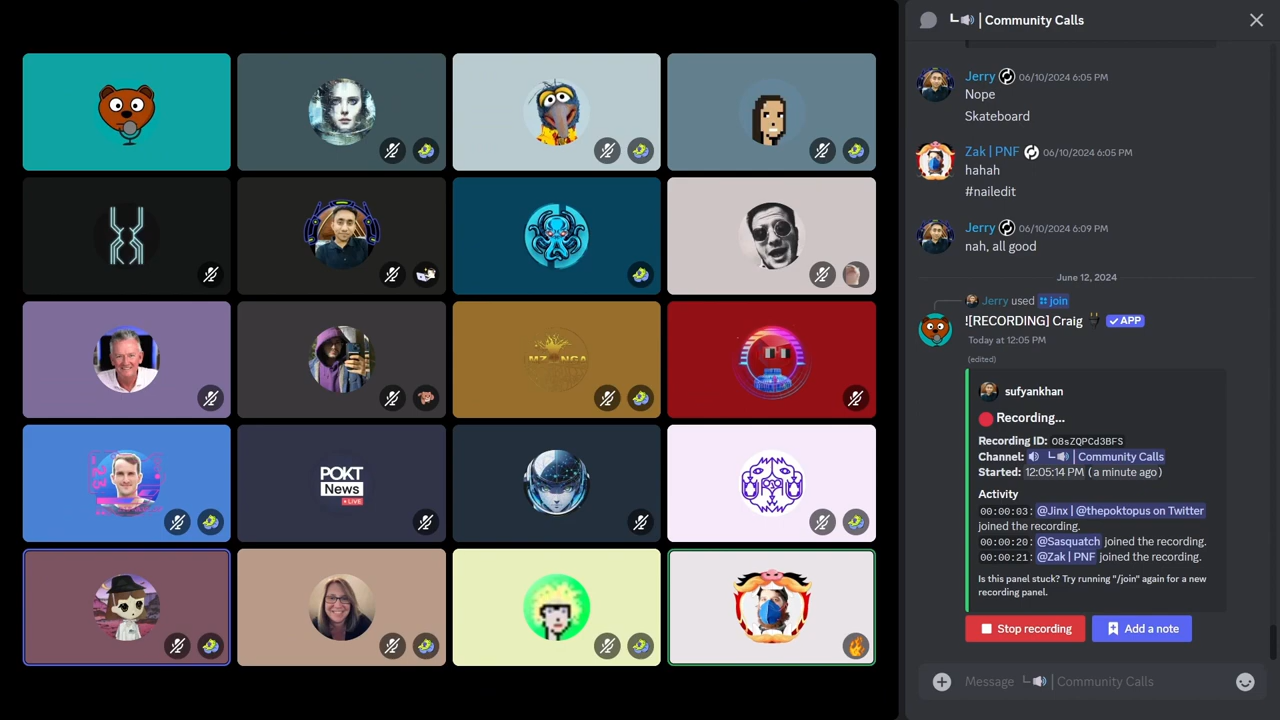 Community Calls
Jerry 06/10/2024 6:05 PM
Nope
Skateboard
Zak | PNF 06/10/2024 6:05 PM
hahah
#nailedit
Jerry 06/10/2024 6:09 PM
nah, all good
June 12, 2024
Jerry used join
![RECORDING] Craig APP
Today at 12:05 PM
(edited)
sufyankhan
Recording...
Recording ID: O8sZQPCd3BFS
Channel: Community Calls
Started: 12:05:14 PM (a minute ago)
Activity
00:00:03: @Jinx | @thepoktopus on Twitter
joined the recording.
00:00:20: @Sasquatch joined the recording.
00:00:21: @Zak | PNF joined the recording.
Is this panel stuck? Try running "/join" again for a new
recording panel.
Stop recording Add a note
Message Community Calls
MZONGA
POKT
News
LIVE